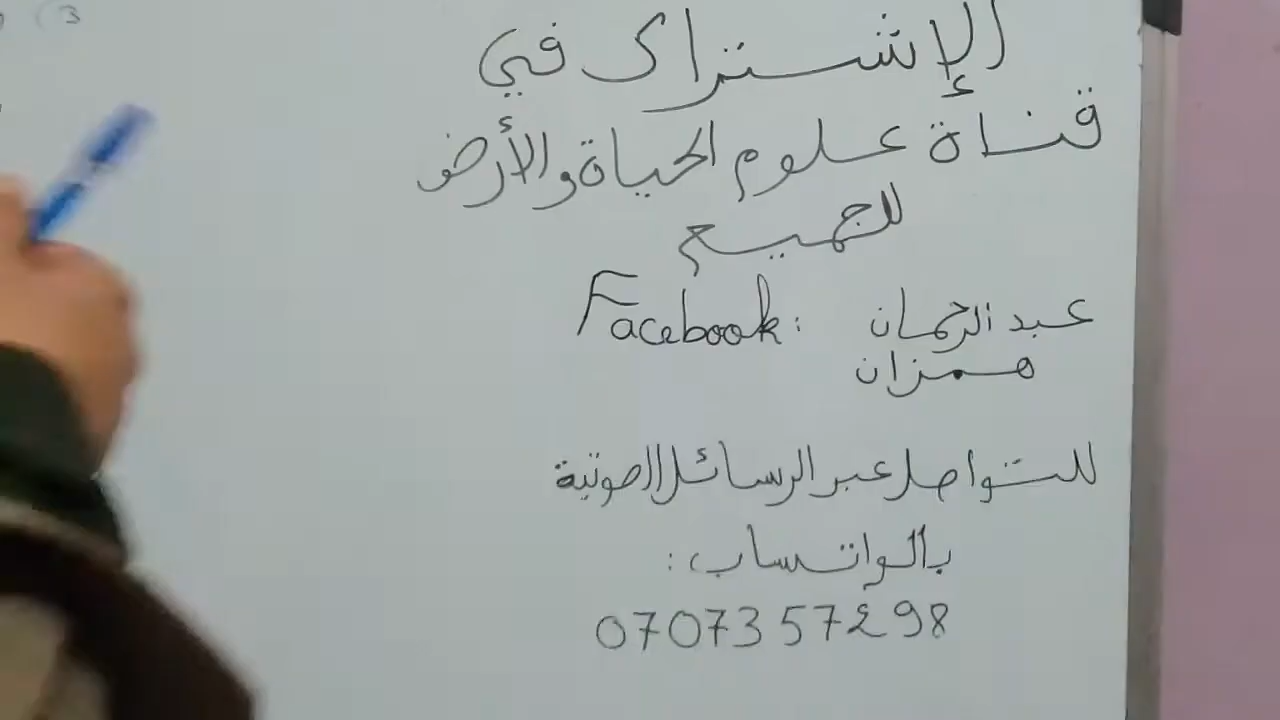 الإشتراك في
قناة علوم الحياة والأرض
للجميع
Facebook: عبد الرحمان
همزان
للتواصل عبر الرسائل الصوتية
بالواتساب:
0707357298